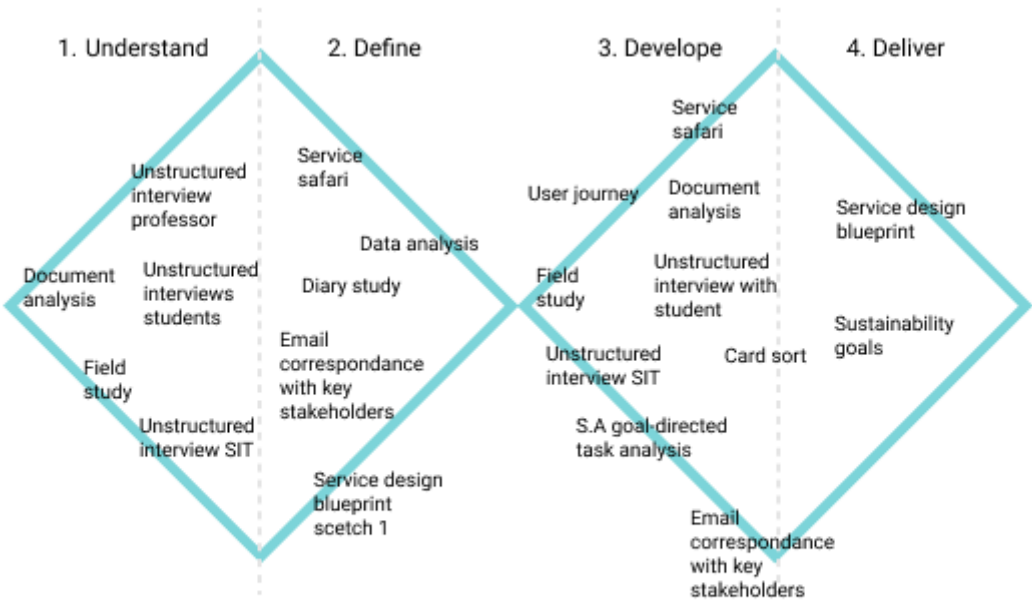 1. Understand
2. Define
3. Develope
4. Deliver
Unstructured
interview
professor
Document
analysis
Unstructured
interviews
students
Field
study
Unstructured
interview SIT
Service
safari
Data analysis
Diary study
Email
correspondance
with key
stakeholders
Service design
blueprint
scetch 1
Service
safari
User journey
Document
analysis
Field
study
Unstructured
interview with
student
Unstructured
interview SIT
Card sort
S.A goal-directed
task analysis
Email
correspondance
with key
stakeholders
Service design
blueprint
Sustainability
goals